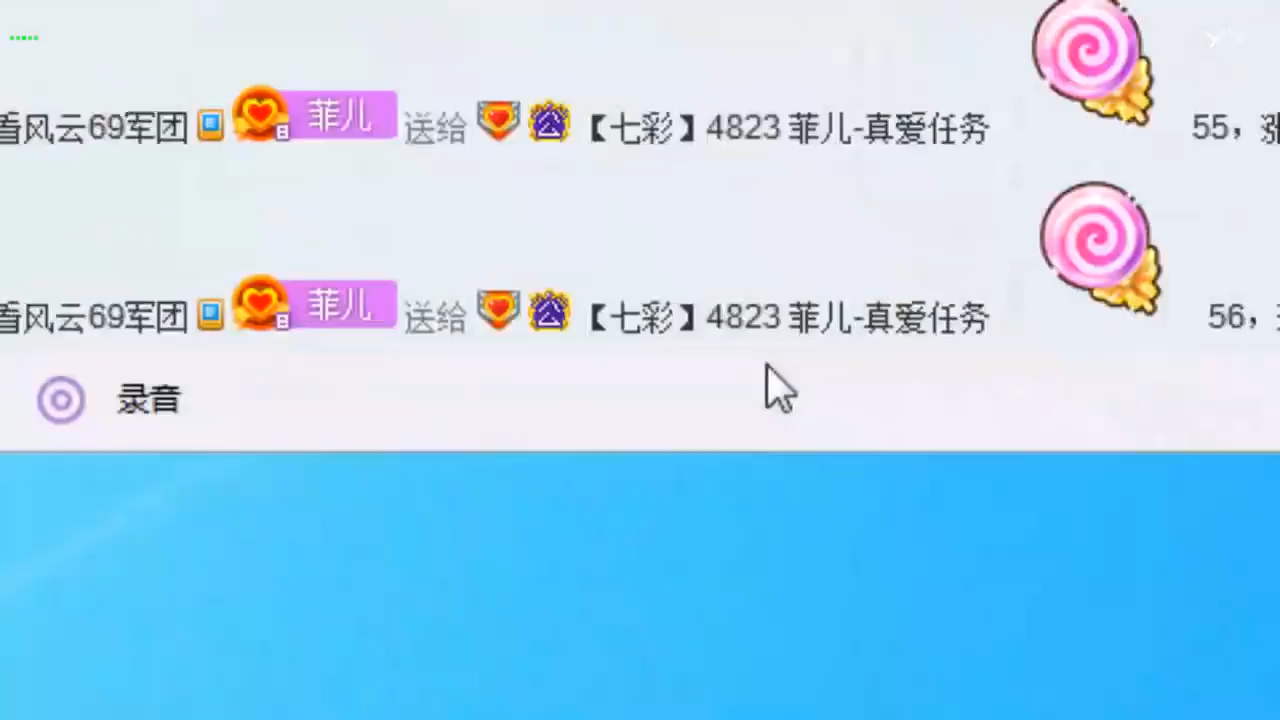 风云69军团 菲儿 送给 【七彩】4823 菲儿-真爱任务 55，
风云69军团 菲儿 送给 【七彩】4823 菲儿-真爱任务 56，
录音